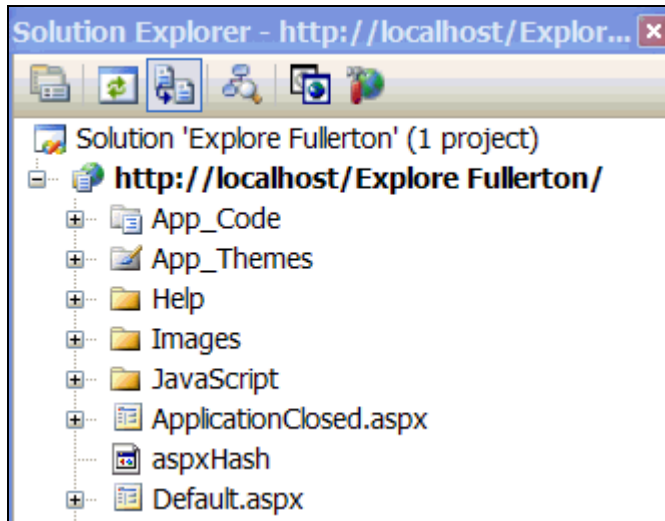 Solution Explorer - http://localhost/Explor...
Solution 'Explore Fullerton' (1 project)
http://localhost/Explore Fullerton/
App_Code
App_Themes
Help
Images
JavaScript
ApplicationClosed.aspx
aspxHash
Default.aspx